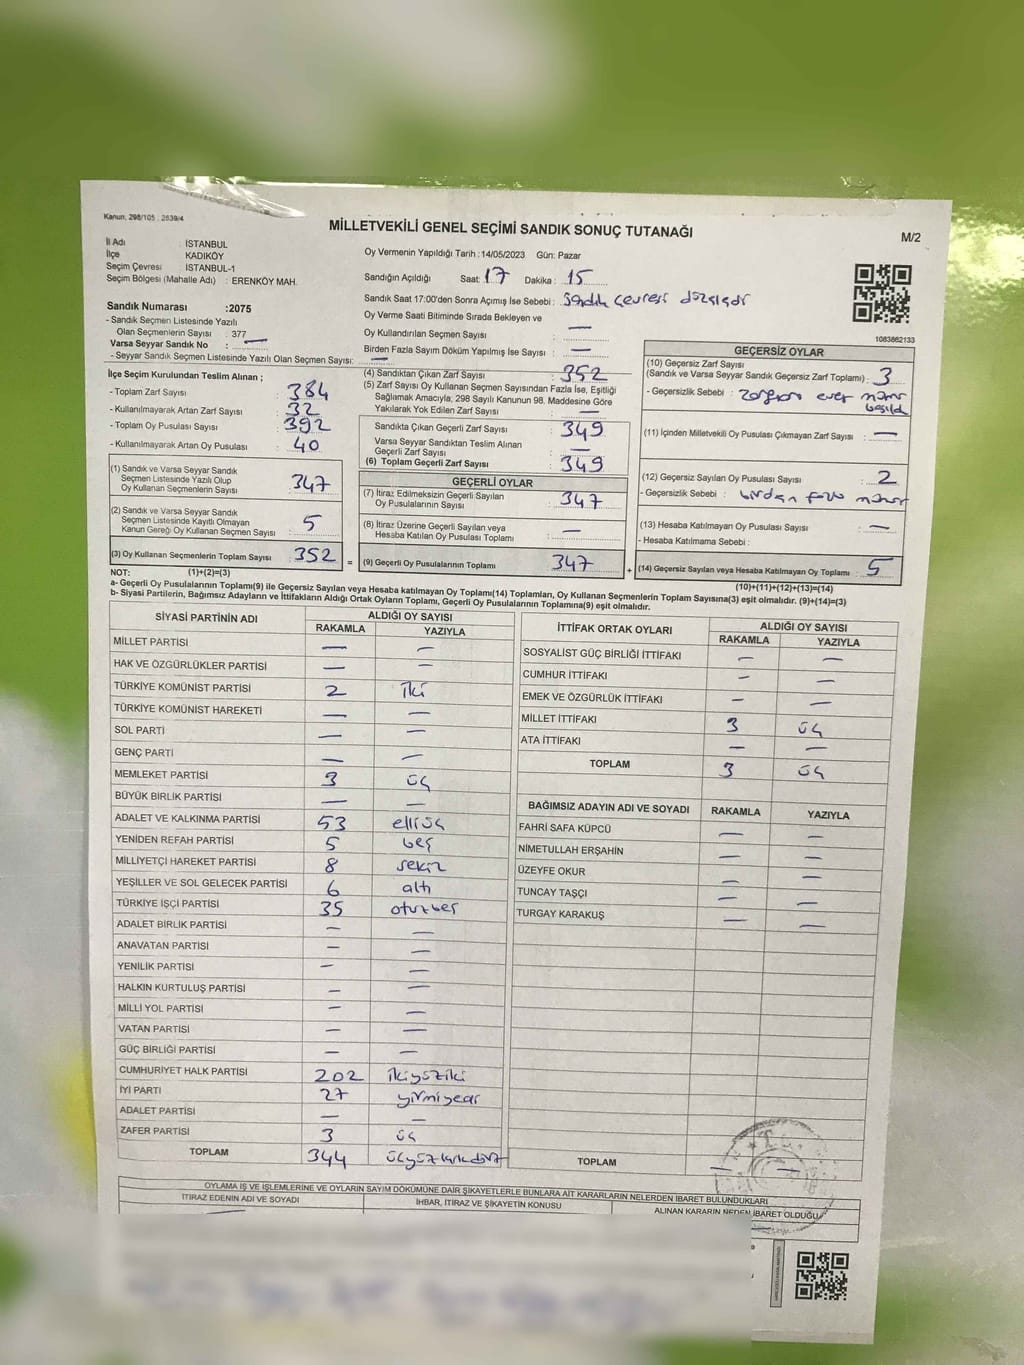 Kanun, 298/105 . 2839/4
MİLLETVEKİLİ GENEL SEÇİMİ SANDIK SONUÇ TUTANAĞI
M/2
İl Adı : İSTANBUL
İlçe : KADIKÖY
Seçim Çevresi : İSTANBUL-1
Seçim Bölgesi (Mahalle Adı) : ERENKÖY MAH.
Sandık Numarası :2075
- Sandık Seçmen Listesinde Yazılı
Olan Seçmenlerin Sayısı : 377
Varsa Seyyar Sandık No : —
- Seyyar Sandık Seçmen Listesinde Yazılı Olan Seçmen Sayısı: —
Oy Vermenin Yapıldığı Tarih :14/05/2023 Gün: Pazar
Sandığın Açıldığı Saat: 17 Dakika : 15
Sandık Saat 17:00'den Sonra Açımış İse Sebebi : Sandık çevresi düzeldi
Oy Verme Saati Bitiminde Sırada Bekleyen ve
Oy Kullandırılan Seçmen Sayısı : —
Birden Fazla Sayım Döküm Yapılmış İse Sayısı : —
1083862133
İlçe Seçim Kurulundan Teslim Alınan ;
- Toplam Zarf Sayısı : 384
- Kullanılmayarak Artan Zarf Sayısı : 32
- Toplam Oy Pusulası Sayısı : 392
- Kullanılmayarak Artan Oy Pusulası : 40
(1) Sandık ve Varsa Seyyar Sandık
Seçmen Listesinde Yazılı Olup
Oy Kullanan Seçmenlerin Sayısı : 347
(2) Sandık ve Varsa Seyyar Sandık
Seçmen Listesinde Kayıtlı Olmayan
Kanun Gereği Oy Kullanan Seçmen Sayısı : 5
(3) Oy Kullanan Seçmenlerin Toplam Sayısı : 352
(4) Sandıktan Çıkan Zarf Sayısı : 352
(5) Zarf Sayısı Oy Kullanan Seçmen Sayısından Fazla İse, Eşitliği
Sağlamak Amacıyla; 298 Sayılı Kanunun 98. Maddesine Göre
Yakılarak Yok Edilen Zarf Sayısı : —
Sandıkta Çıkan Geçerli Zarf Sayısı : 349
Varsa Seyyar Sandıktan Teslim Alınan
Geçerli Zarf Sayısı : —
(6) Toplam Geçerli Zarf Sayısı : 349
GEÇERLİ OYLAR
(7) İtiraz Edilmeksizin Geçerli Sayılan
Oy Pusulalarının Sayısı : 347
(8) İtiraz Üzerine Geçerli Sayılan veya
Hesaba Katılan Oy Pusulası Toplamı : —
= (9) Geçerli Oy Pusulalarının Toplamı 347
GEÇERSİZ OYLAR
(10) Geçersiz Zarf Sayısı
(Sandık ve Varsa Seyyar Sandık Geçersiz Zarf Toplamı) : 3
- Geçersizlik Sebebi : evet
(11) İçinden Milletvekili Oy Pusulası Çıkmayan Zarf Sayısı : —
(12) Geçersiz Sayılan Oy Pusulası Sayısı : 2
- Geçersizlik Sebebi : birden fazla mühür
(13) Hesaba Katılmayan Oy Pusulası Sayısı : —
- Hesaba Katılmama Sebebi :
+ (14) Geçersiz Sayılan veya Hesaba Katılmayan Oy Toplamı : 5
NOT: (1)+(2)=(3)
(10)+(11)+(12)+(13)=(14)
a- Geçerli Oy Pusulalarının Toplamı(9) ile Geçersiz Sayılan veya Hesaba katılmayan Oy Toplamı(14) Toplamları, Oy Kullanan Seçmenlerin Toplam Sayısına(3) eşit olmalıdır. (9)+(14)=(3)
b- Siyasi Partilerin, Bağımsız Adayların ve İttifakların Aldığı Ortak Oyların Toplamı, Geçerli Oy Pusulalarının Toplamına(9) eşit olmalıdır.
SİYASİ PARTİNİN ADI ALDIĞI OY SAYISI
RAKAMLA YAZIYLA
MİLLET PARTİSİ — —
HAK VE ÖZGÜRLÜKLER PARTİSİ — —
TÜRKİYE KOMÜNİST PARTİSİ 2 iki
TÜRKİYE KOMÜNİST HAREKETİ — —
SOL PARTİ — —
GENÇ PARTİ — —
MEMLEKET PARTİSİ 3 üç
BÜYÜK BİRLİK PARTİSİ — —
ADALET VE KALKINMA PARTİSİ 53 elliüç
YENİDEN REFAH PARTİSİ 5 beş
MİLLİYETÇİ HAREKET PARTİSİ 8 sekiz
YEŞİLLER VE SOL GELECEK PARTİSİ 6 altı
TÜRKİYE İŞÇİ PARTİSİ 35 otuzbeş
ADALET BİRLİK PARTİSİ — —
ANAVATAN PARTİSİ — —
YENİLİK PARTİSİ — —
HALKIN KURTULUŞ PARTİSİ — —
MİLLİ YOL PARTİSİ — —
VATAN PARTİSİ — —
GÜÇ BİRLİĞİ PARTİSİ — —
CUMHURİYET HALK PARTİSİ 202 ikiyüziki
İYİ PARTİ 27 yirmiyedi
ADALET PARTİSİ — —
ZAFER PARTİSİ 3 üç
TOPLAM 344 üçyüzkırkdört
İTTİFAK ORTAK OYLARI ALDIĞI OY SAYISI
RAKAMLA YAZIYLA
SOSYALİST GÜÇ BİRLİĞİ İTTİFAKI — —
CUMHUR İTTİFAKI — —
EMEK VE ÖZGÜRLÜK İTTİFAKI — —
MİLLET İTTİFAKI 3 üç
ATA İTTİFAKI — —
TOPLAM 3 üç
BAĞIMSIZ ADAYIN ADI VE SOYADI RAKAMLA YAZIYLA
FAHRİ SAFA KÜPCÜ — —
NİMETULLAH ERŞAHİN — —
ÜZEYFE OKUR — —
TUNCAY TAŞÇI — —
TURGAY KARAKUŞ — —
TOPLAM — —
OYLAMA İŞ VE İŞLEMLERİNE VE OYLARIN SAYIM DÖKÜMÜNE DAİR ŞİKAYETLERLE BUNLARA AİT KARARLARIN NELERDEN İBARET BULUNDUKLARI
İTİRAZ EDENİN ADI VE SOYADI İHBAR, İTİRAZ VE ŞİKAYETİN KONUSU ALINAN KARARIN NEDEN İBARET OLDUĞU